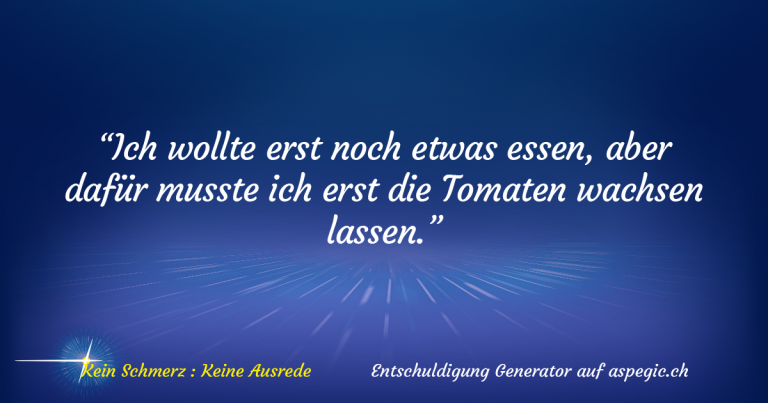 “Ich wollte erst noch etwas essen, aber
dafür musste ich erst die Tomaten wachsen
lassen.”
Kein Schmerz : Keine Ausrede
Entschuldigung Generator auf aspegic.ch